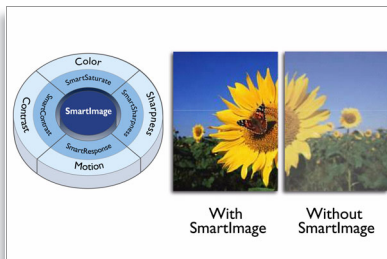 Color
SmartSaturate
Contrast
SmartContrast
SmartImage
SmartSharpness
Sharpness
SmartResponse
Motion
With
SmartImage
Without
SmartImage